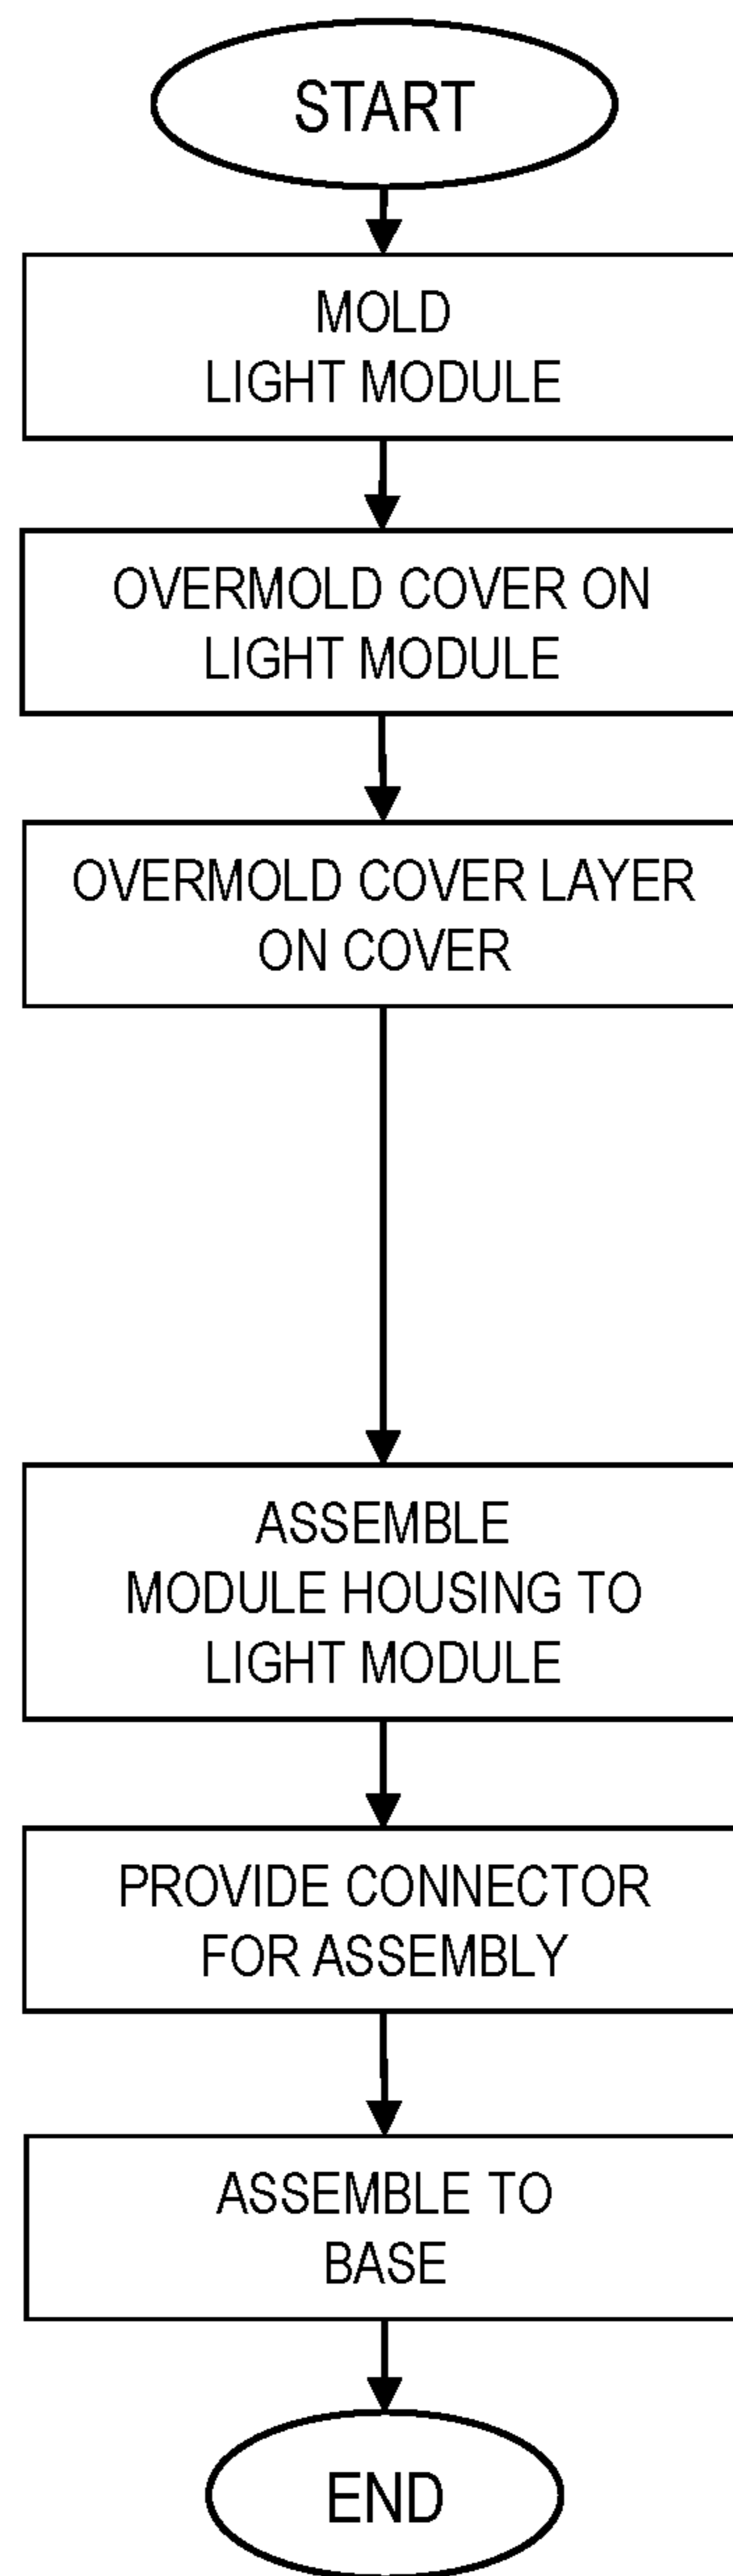 START
MOLD
LIGHT MODULE
OVERMOLD COVER ON
LIGHT MODULE
OVERMOLD COVER LAYER
ON COVER
ASSEMBLE
MODULE HOUSING TO
LIGHT MODULE
PROVIDE CONNECTOR
FOR ASSEMBLY
ASSEMBLE TO
BASE
END